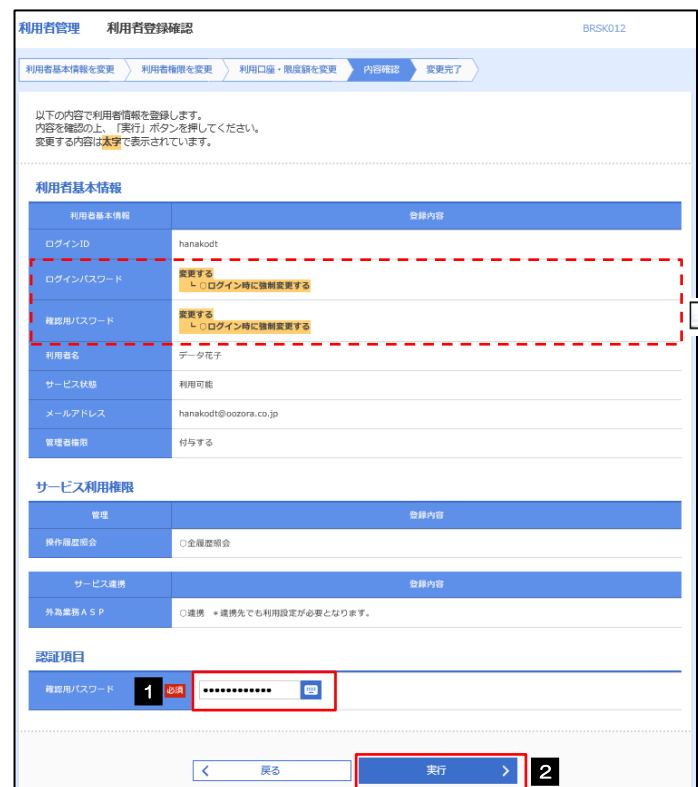 利用者管理 利用者登録確認 BRSK012
利用者基本情報を変更 利用者権限を変更 利用口座・限度額を変更 内容確認 変更完了
以下の内容で利用者情報を登録します。
内容を確認の上、「実行」ボタンを押してください。
変更する内容は太字で表示されています。
利用者基本情報
利用者基本情報 登録内容
ログインID hanakodt
ログインパスワード 変更する
└ ○ログイン時に強制変更する
確認用パスワード 変更する
└ ○ログイン時に強制変更する
利用者名 データ花子
サービス状態 利用可能
メールアドレス hanakodt@oozora.co.jp
管理者権限 付与する
サービス利用権限
管理 登録内容
操作履歴照会 ○全履歴照会
サービス連携 登録内容
外為業務ASP ○連携 *連携先でも利用設定が必要となります。
認証項目
確認用パスワード 1 必須 ●●●●●●●●●●●●
戻る 実行 2